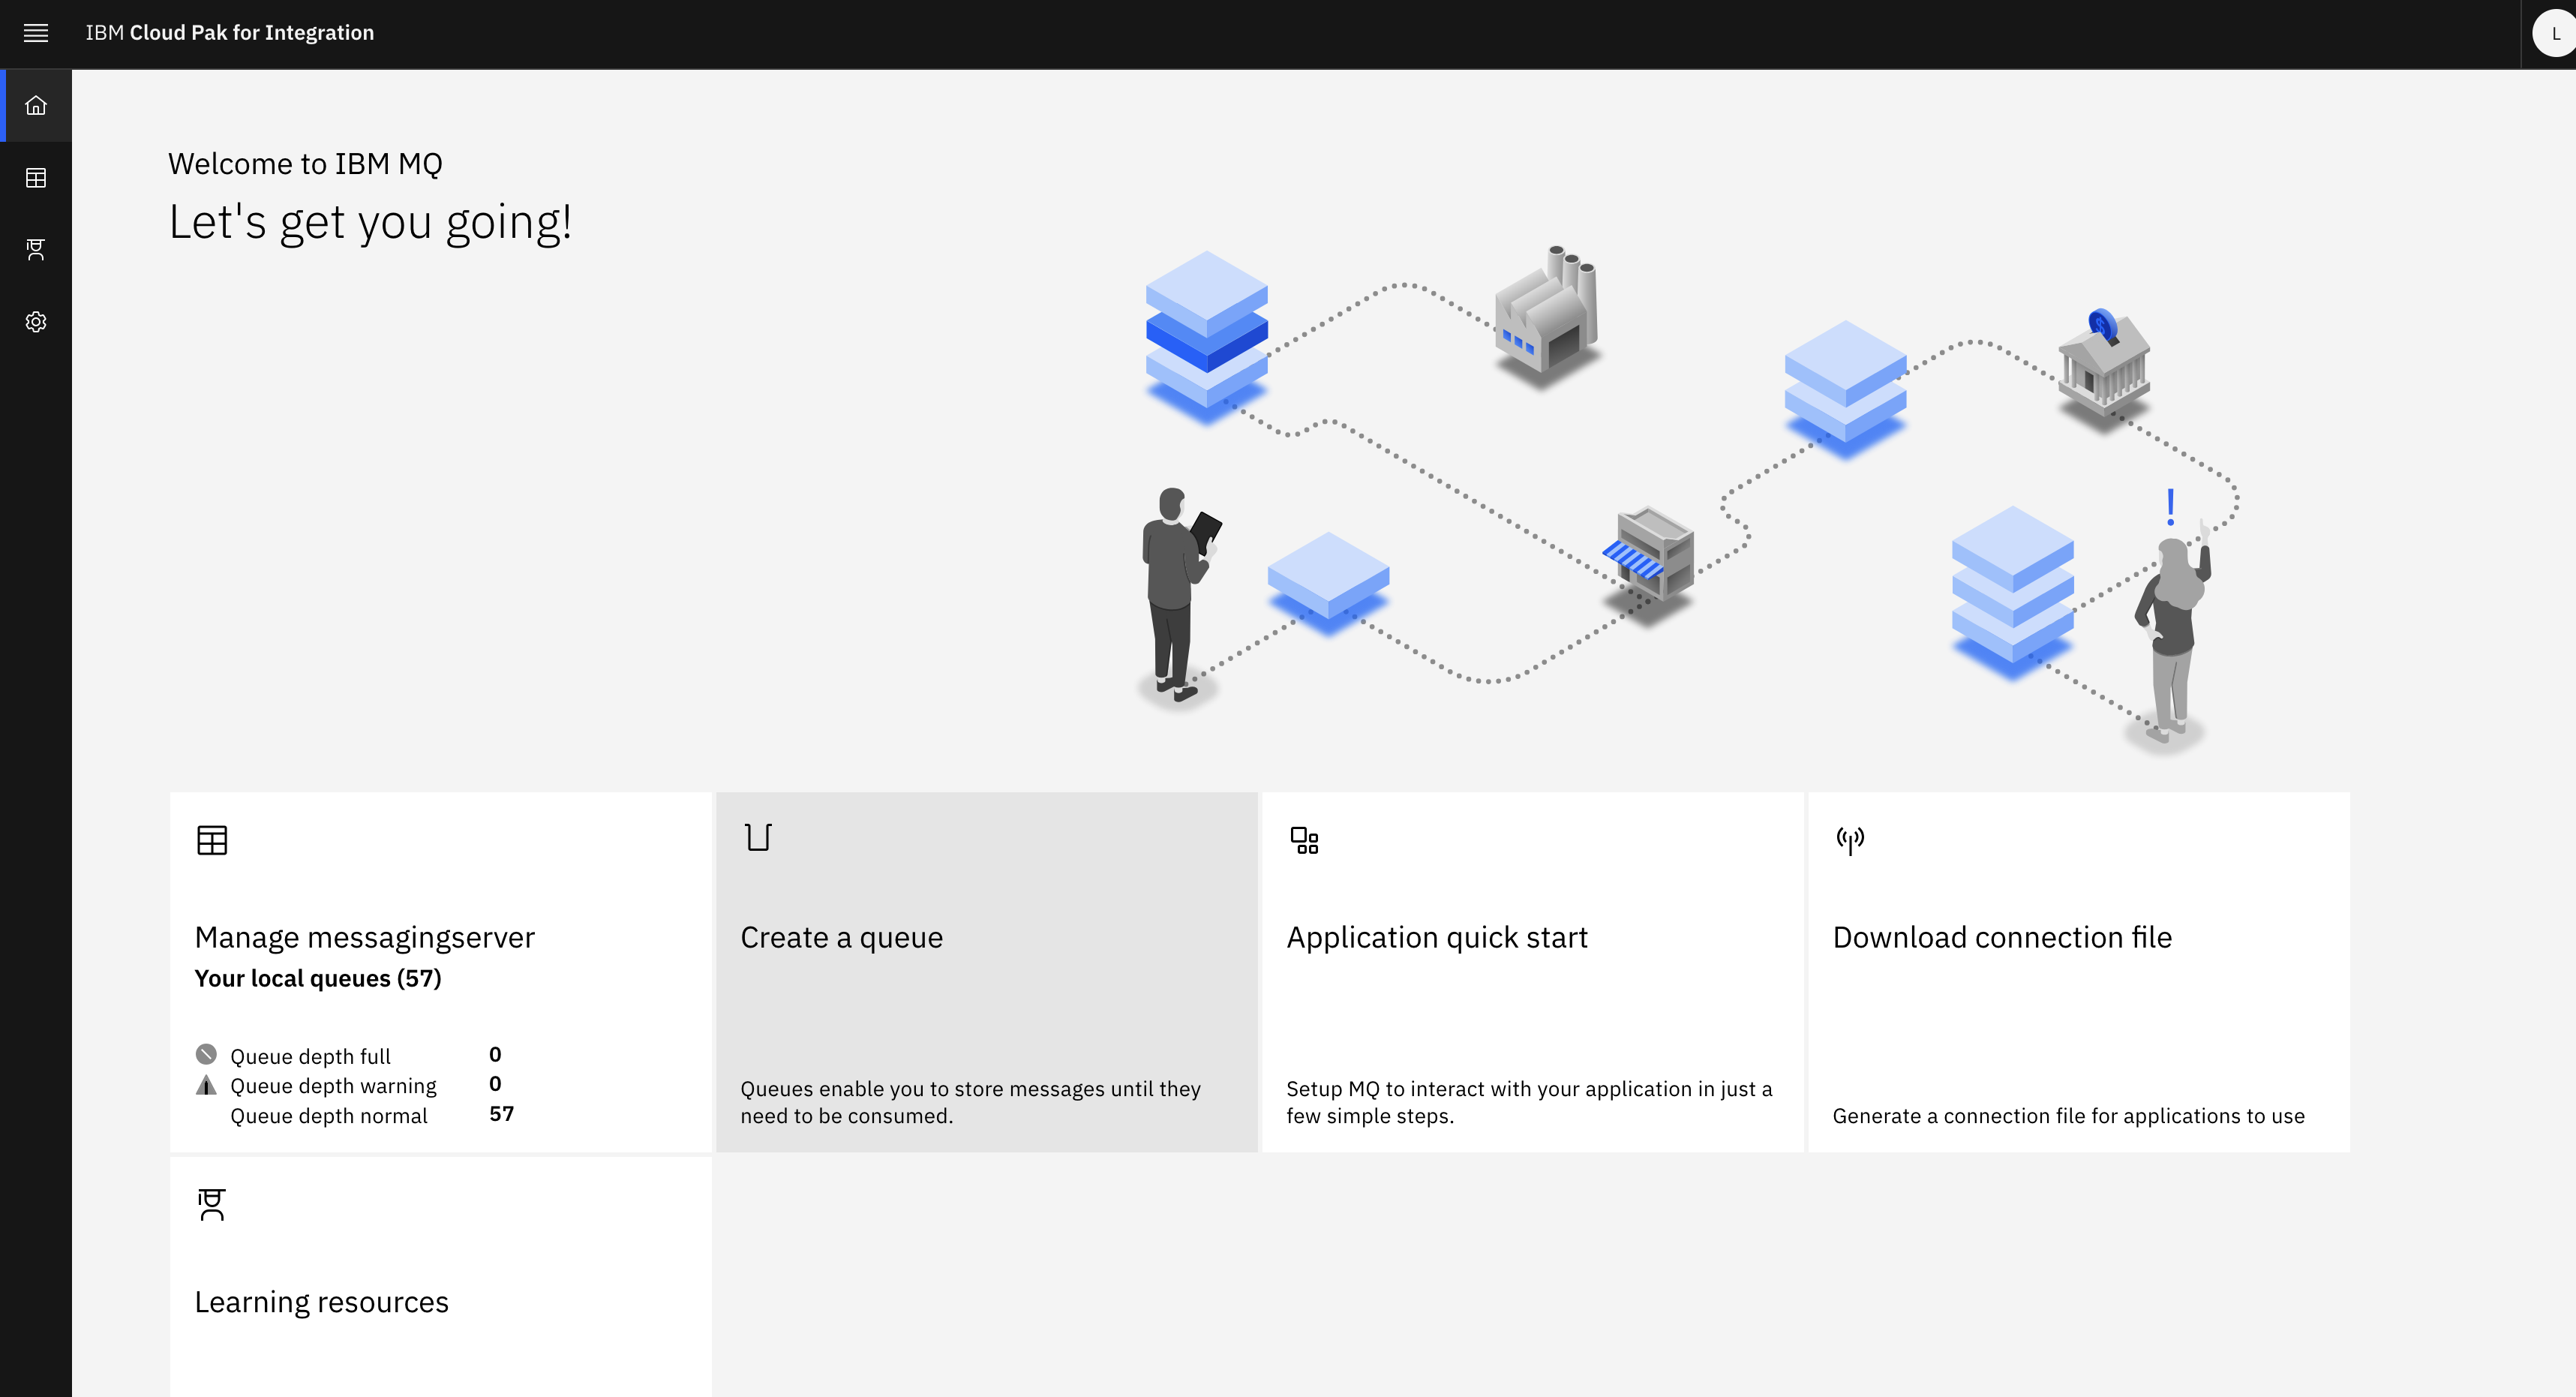 IBM Cloud Pak for Integration
L
Welcome to IBM MQ
Let's get you going!
$
!
Manage messagingserver
Your local queues (57)
Queue depth full 0
Queue depth warning 0
Queue depth normal 57
Create a queue
Queues enable you to store messages until they
need to be consumed.
Application quick start
Setup MQ to interact with your application in just a
few simple steps.
Download connection file
Generate a connection file for applications to use
Learning resources